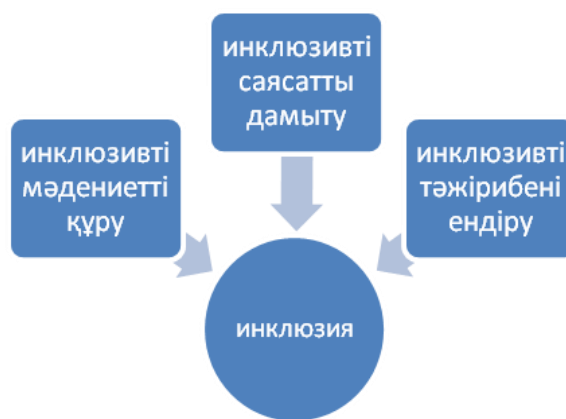 инклюзивті
саясатты
дамыту
инклюзивті
мәдениетті
құру
инклюзивті
тәжірибені
ендіру
инклюзия